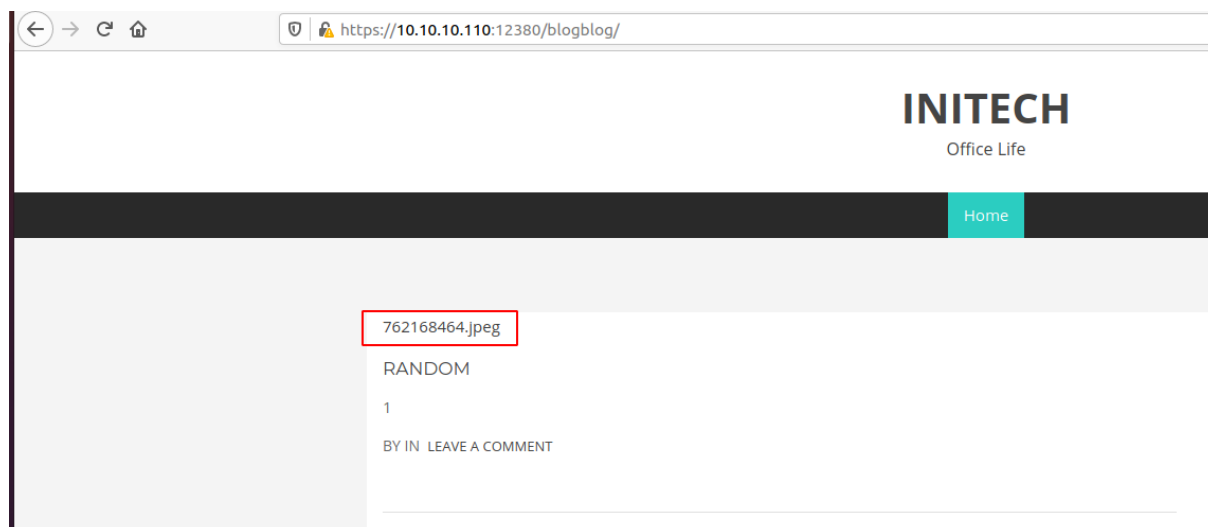 https://10.10.10.110:12380/blogblog/
INITECH
Office Life
Home
762168464.jpeg
RANDOM
1
BY IN LEAVE A COMMENT